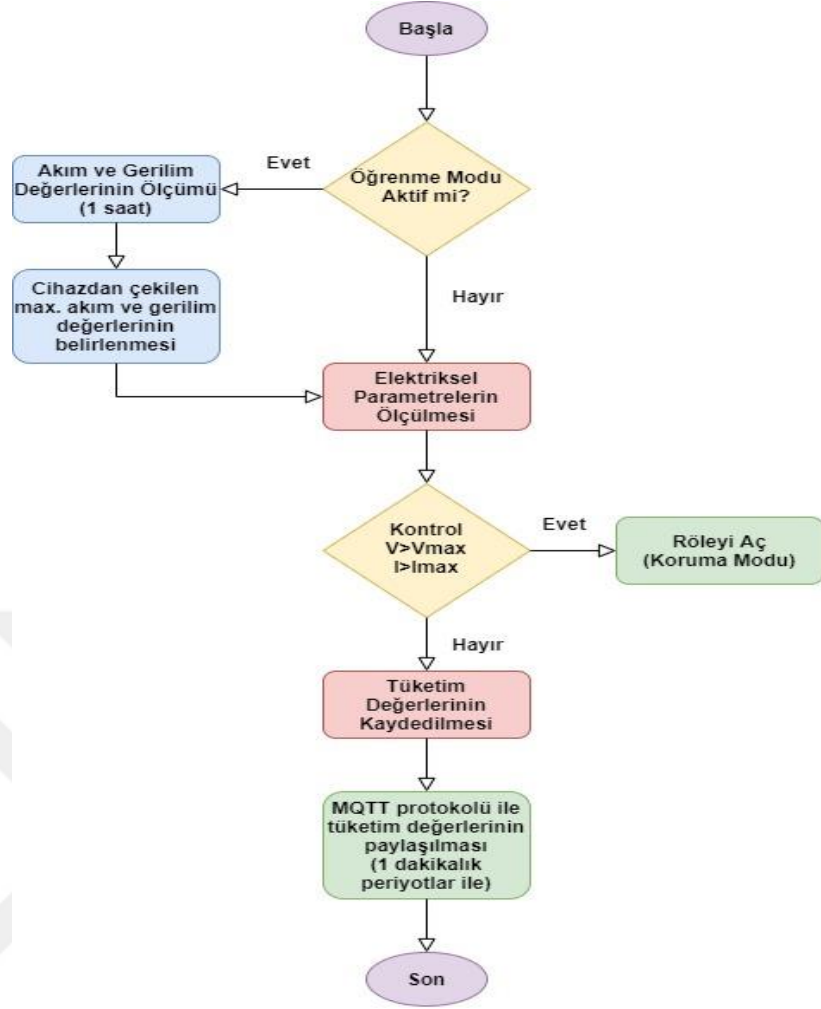 Başla
Öğrenme Modu
Aktif mi?
Evet
Akım ve Gerilim
Değerlerinin Ölçümü
(1 saat)
Cihazdan çekilen
max. akım ve gerilim
değerlerinin
belirlenmesi
Hayır
Elektriksel
Parametrelerin
Ölçülmesi
Kontrol
V>Vmax
I>Imax
Evet
Röleyi Aç
(Koruma Modu)
Hayır
Tüketim
Değerlerinin
Kaydedilmesi
MQTT protokolü ile
tüketim değerlerinin
paylaşılması
(1 dakikalık
periyotlar ile)
Son